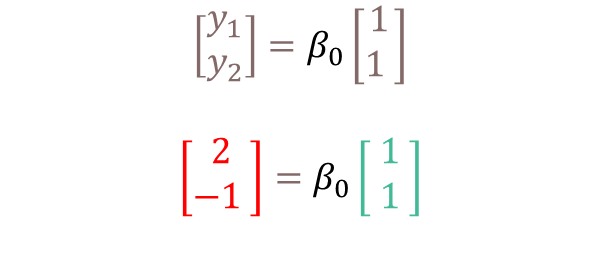 [y₁ y₂] = β₀ [1 1]
[2 −1] = β₀ [1 1]